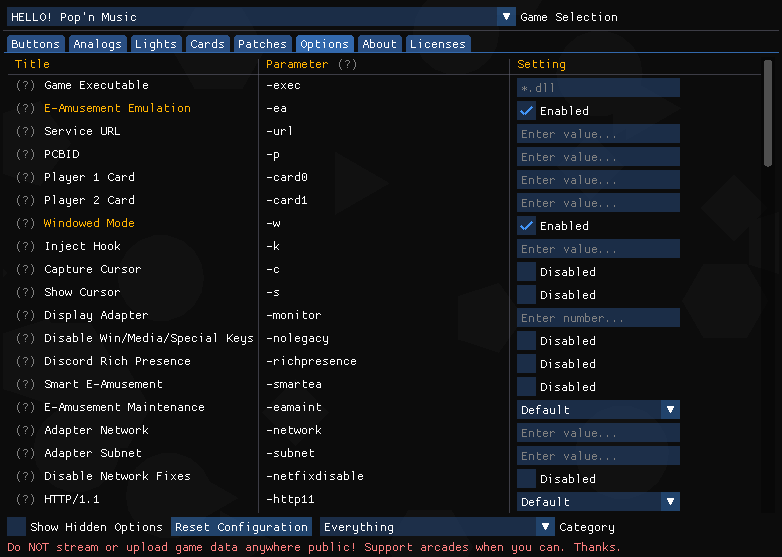 HELLO! Pop'n Music ▼ Game Selection
Buttons Analogs Lights Cards Patches Options About Licenses
Title Parameter (?) Setting
(?) Game Executable -exec *.dll
(?) E-Amusement Emulation -ea Enabled
(?) Service URL -url Enter value...
(?) PCBID -p Enter value...
(?) Player 1 Card -card0 Enter value...
(?) Player 2 Card -card1 Enter value...
(?) Windowed Mode -w Enabled
(?) Inject Hook -k Enter value...
(?) Capture Cursor -c Disabled
(?) Show Cursor -s Disabled
(?) Display Adapter -monitor Enter number...
(?) Disable Win/Media/Special Keys -nolegacy Disabled
(?) Discord Rich Presence -richpresence Disabled
(?) Smart E-Amusement -smartea Disabled
(?) E-Amusement Maintenance -eamaint Default ▼
(?) Adapter Network -network Enter value...
(?) Adapter Subnet -subnet Enter value...
(?) Disable Network Fixes -netfixdisable Disabled
(?) HTTP/1.1 -http11 Default ▼
Show Hidden Options Reset Configuration Everything ▼ Category
Do NOT stream or upload game data anywhere public! Support arcades when you can. Thanks.